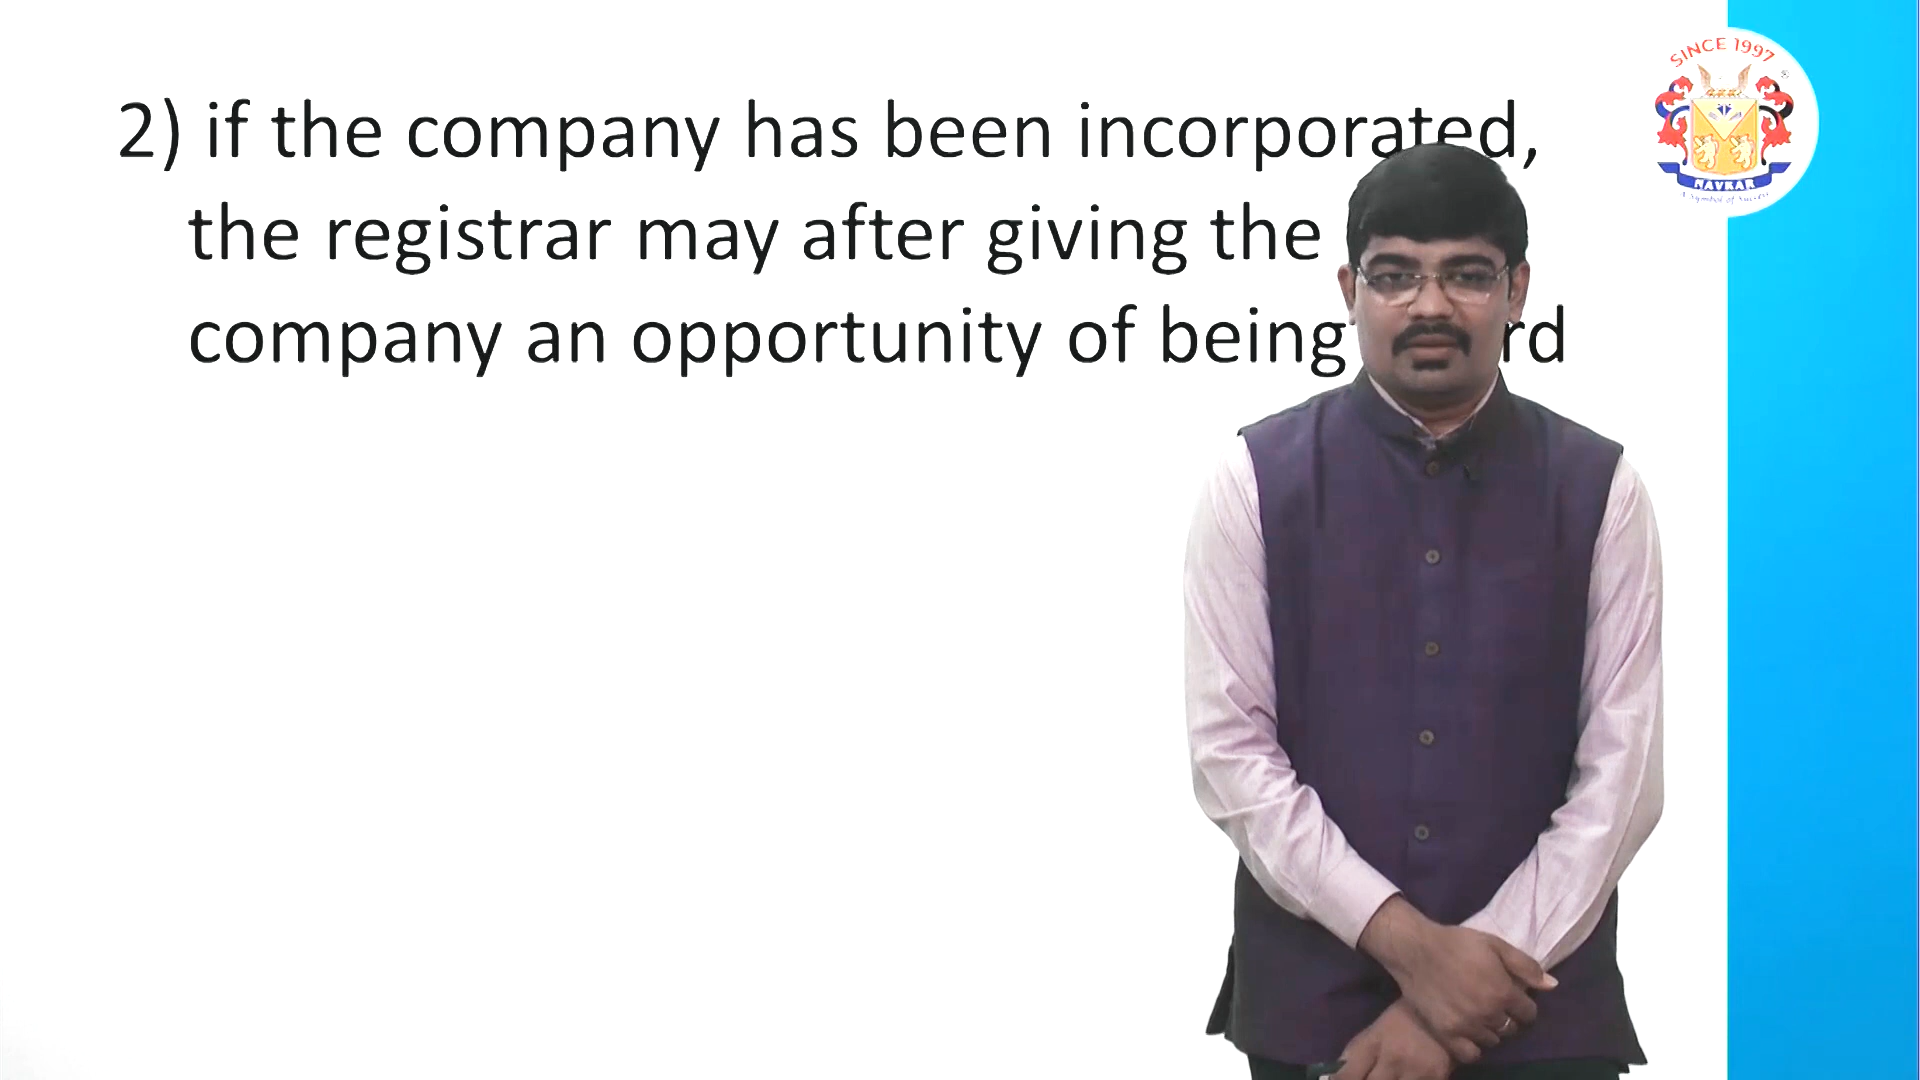 2) if the company has been incorporated,
the registrar may after giving the
company an opportunity of being
SINCE 1997
NAVKAR